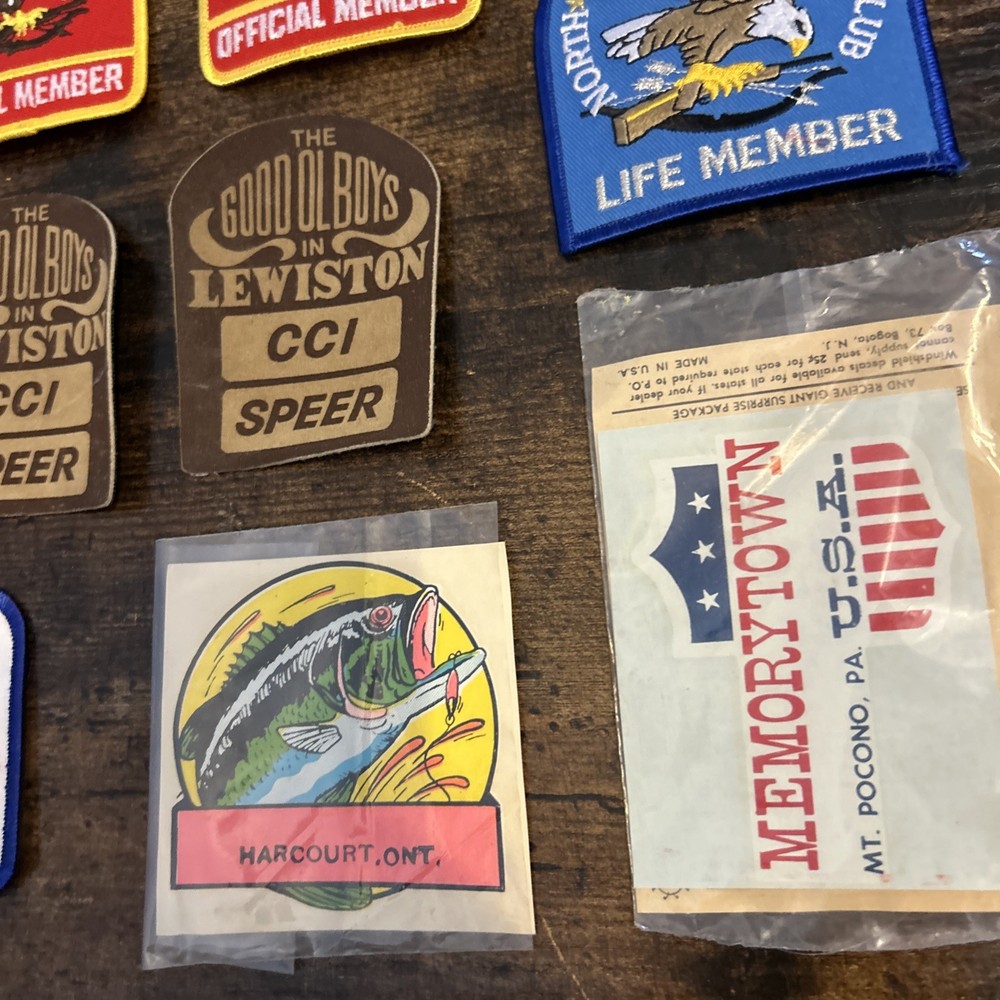 L MEMBER
OFFICIAL MEMBER
NORTH
LUB
LIFE MEMBER
THE
OL BOYS
IN
ISTON
CCI
PEER
THE
GOOD OL BOYS
IN
LEWISTON
CCI
SPEER
HARCOURT, ONT.
Windshield decals available for all states. If your dealer
cannot supply, send 25¢ for each state required to P.O.
Box 73, Bogota, N. J.
MADE IN U.S.A.
AND RECEIVE GIANT SURPRISE PACKAGE
MEMORYTOWN
U.S.A.
MT. POCONO, PA.